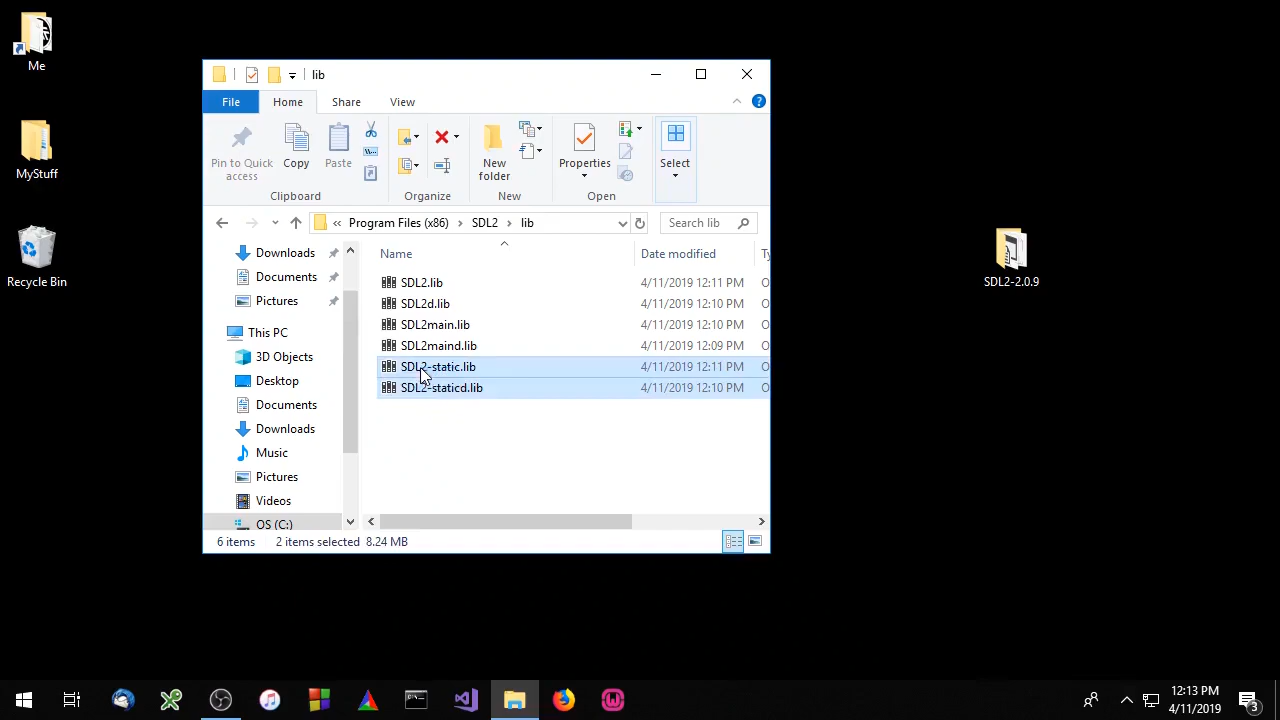 Me
MyStuff
Recycle Bin
SDL2-2.0.9
lib
File Home Share View
Pin to Quick access
Copy
Paste
New folder
Properties
Select
Clipboard Organize New Open
« Program Files (x86) > SDL2 > lib
Search lib
Downloads
Documents
Pictures
This PC
3D Objects
Desktop
Documents
Downloads
Music
Pictures
Videos
OS (C:)
Name Date modified Ty
SDL2.lib 4/11/2019 12:11 PM O
SDL2d.lib 4/11/2019 12:10 PM O
SDL2main.lib 4/11/2019 12:10 PM O
SDL2maind.lib 4/11/2019 12:09 PM O
SDL2-static.lib 4/11/2019 12:11 PM O
SDL2-staticd.lib 4/11/2019 12:10 PM O
6 items 2 items selected 8.24 MB
12:13 PM
4/11/2019
3